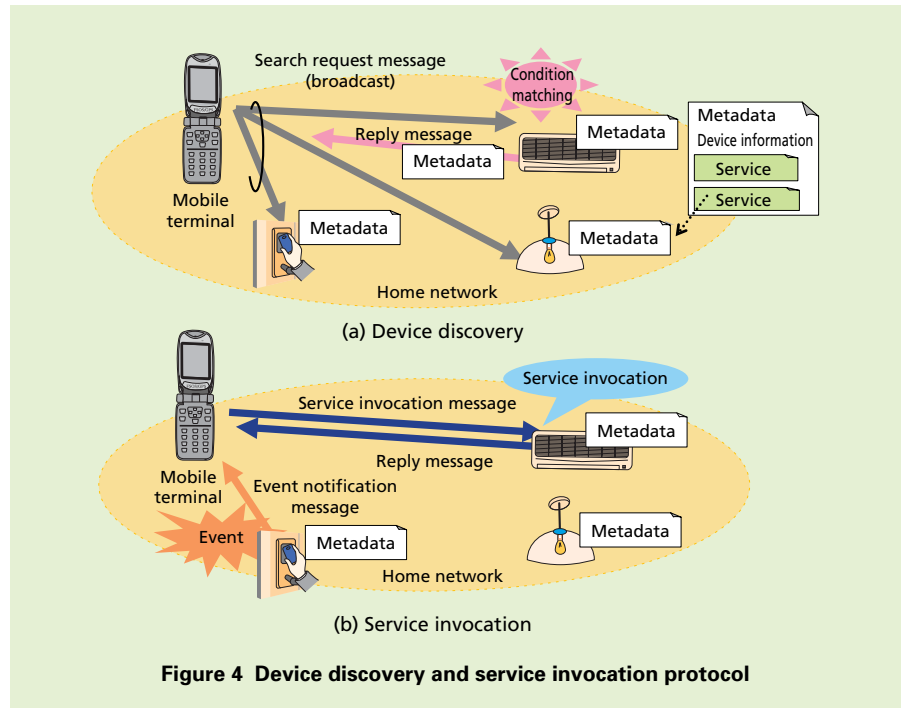 Search request message
(broadcast)
Condition
matching
Metadata
Device information
Service
Service
Reply message
Metadata
Metadata
Mobile
terminal
Metadata
Metadata
Home network
(a) Device discovery
Service invocation
Service invocation message
Metadata
Reply message
Mobile
terminal
Event notification
message
Event
Metadata
Metadata
Home network
(b) Service invocation
Figure 4 Device discovery and service invocation protocol